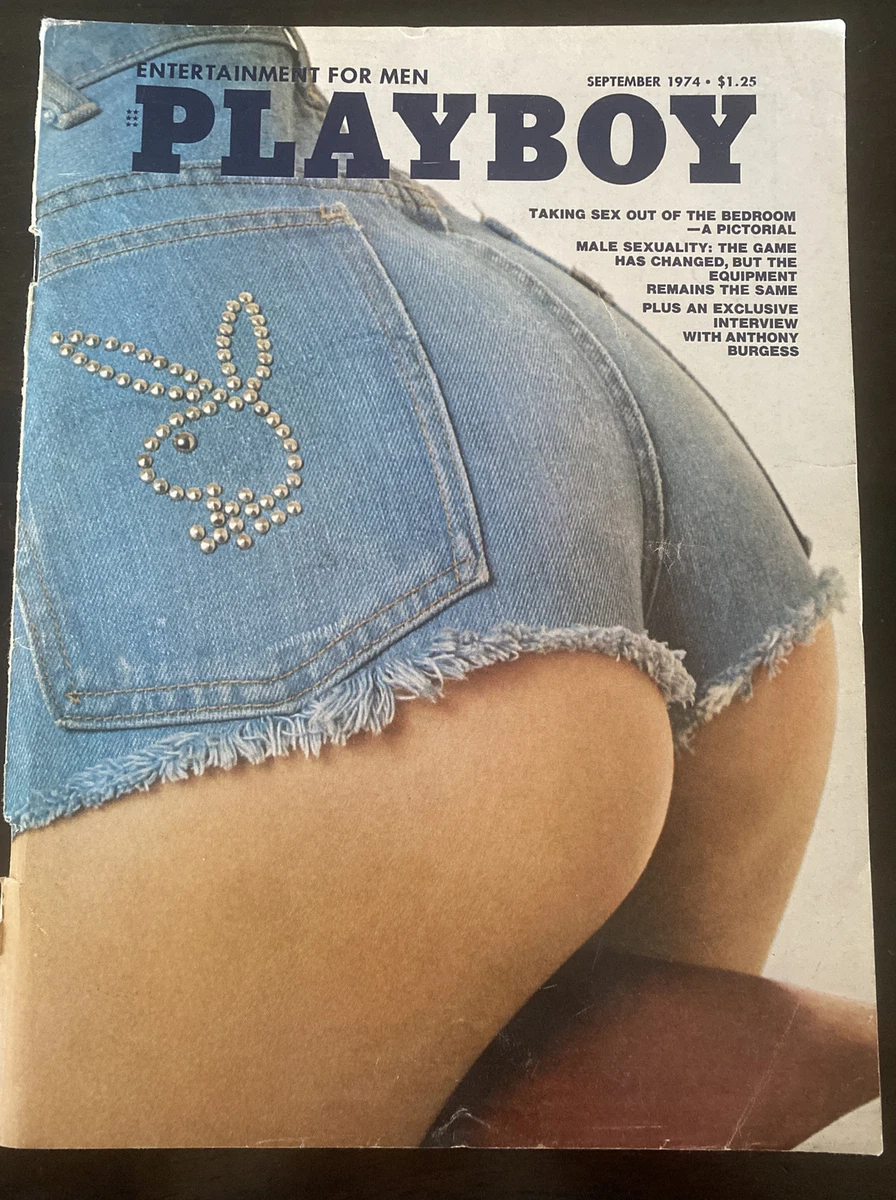 ENTERTAINMENT FOR MEN
SEPTEMBER 1974 • $1.25
PLAYBOY
TAKING SEX OUT OF THE BEDROOM
—A PICTORIAL
MALE SEXUALITY: THE GAME
HAS CHANGED, BUT THE
EQUIPMENT
REMAINS THE SAME
PLUS AN EXCLUSIVE
INTERVIEW
WITH ANTHONY
BURGESS